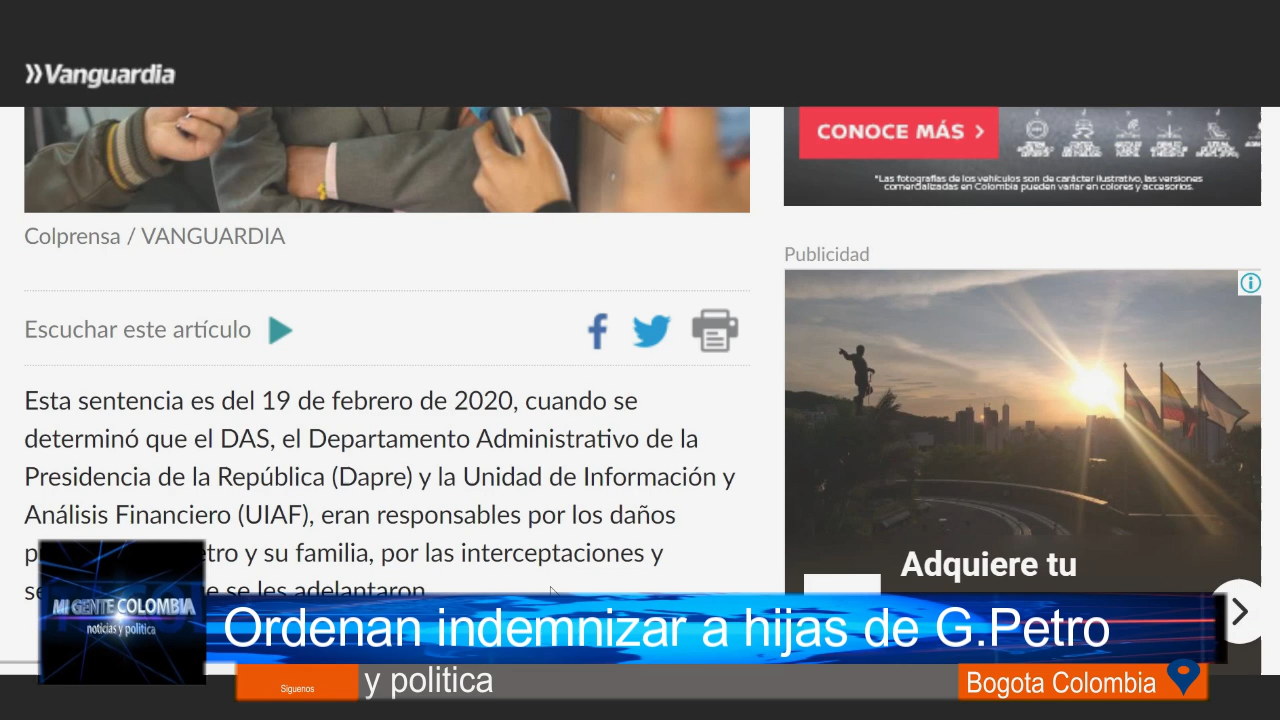 Vanguardia
CONOCE MÁS
*Las fotografías de los vehículos son de carácter ilustrativo, las versiones
comercializadas en Colombia pueden variar en colores y accesorios.
Colprensa / VANGUARDIA
Publicidad
Escuchar este artículo
Esta sentencia es del 19 de febrero de 2020, cuando se
determinó que el DAS, el Departamento Administrativo de la
Presidencia de la República (Dapre) y la Unidad de Información y
Análisis Financiero (UIAF), eran responsables por los daños
y su familia, por las interceptaciones y
se les adelantaron
Adquiere tu
MI GENTE COLOMBIA
noticias y politica
Ordenan indemnizar a hijas de G.Petro
Siguenos
y politica
Bogota Colombia